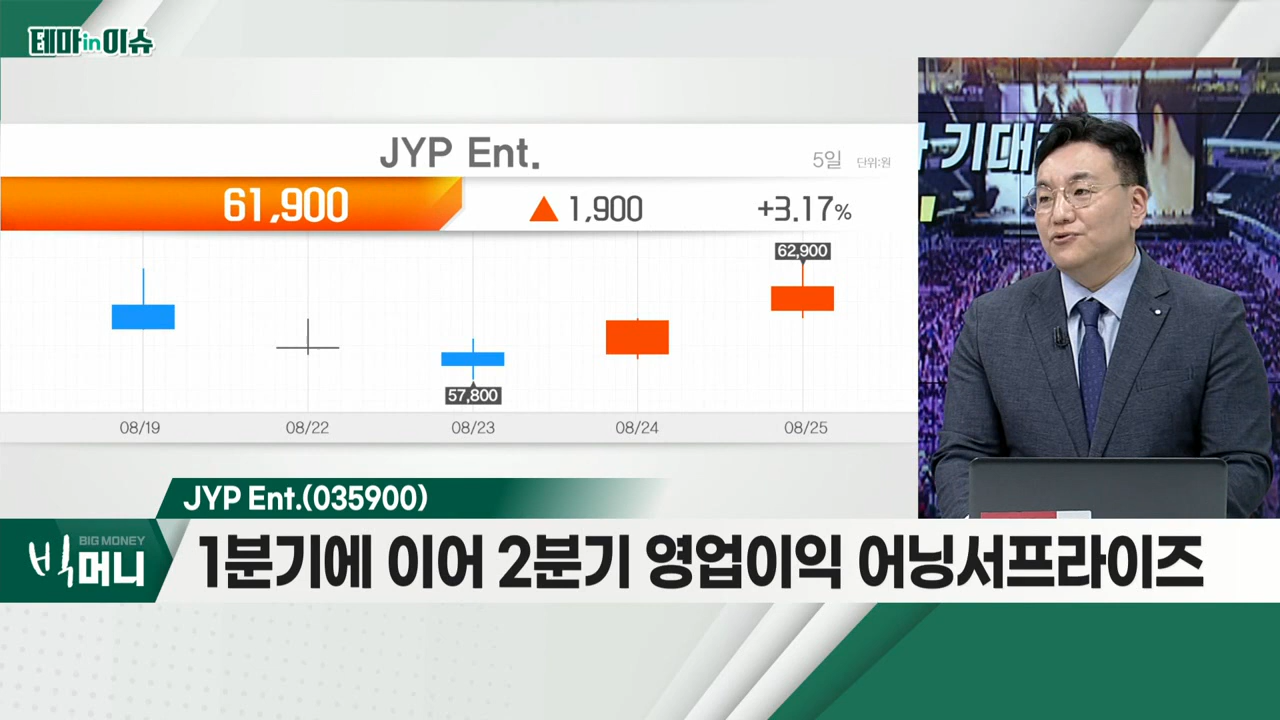 테마in이슈
JYP Ent.
5일 단위:원
61,900 ▲ 1,900 +3.17%
62,900
57,800
08/19 08/22 08/23 08/24 08/25
기대
JYP Ent.(035900)
BIG MONEY
빅머니
1분기에 이어 2분기 영업이익 어닝서프라이즈